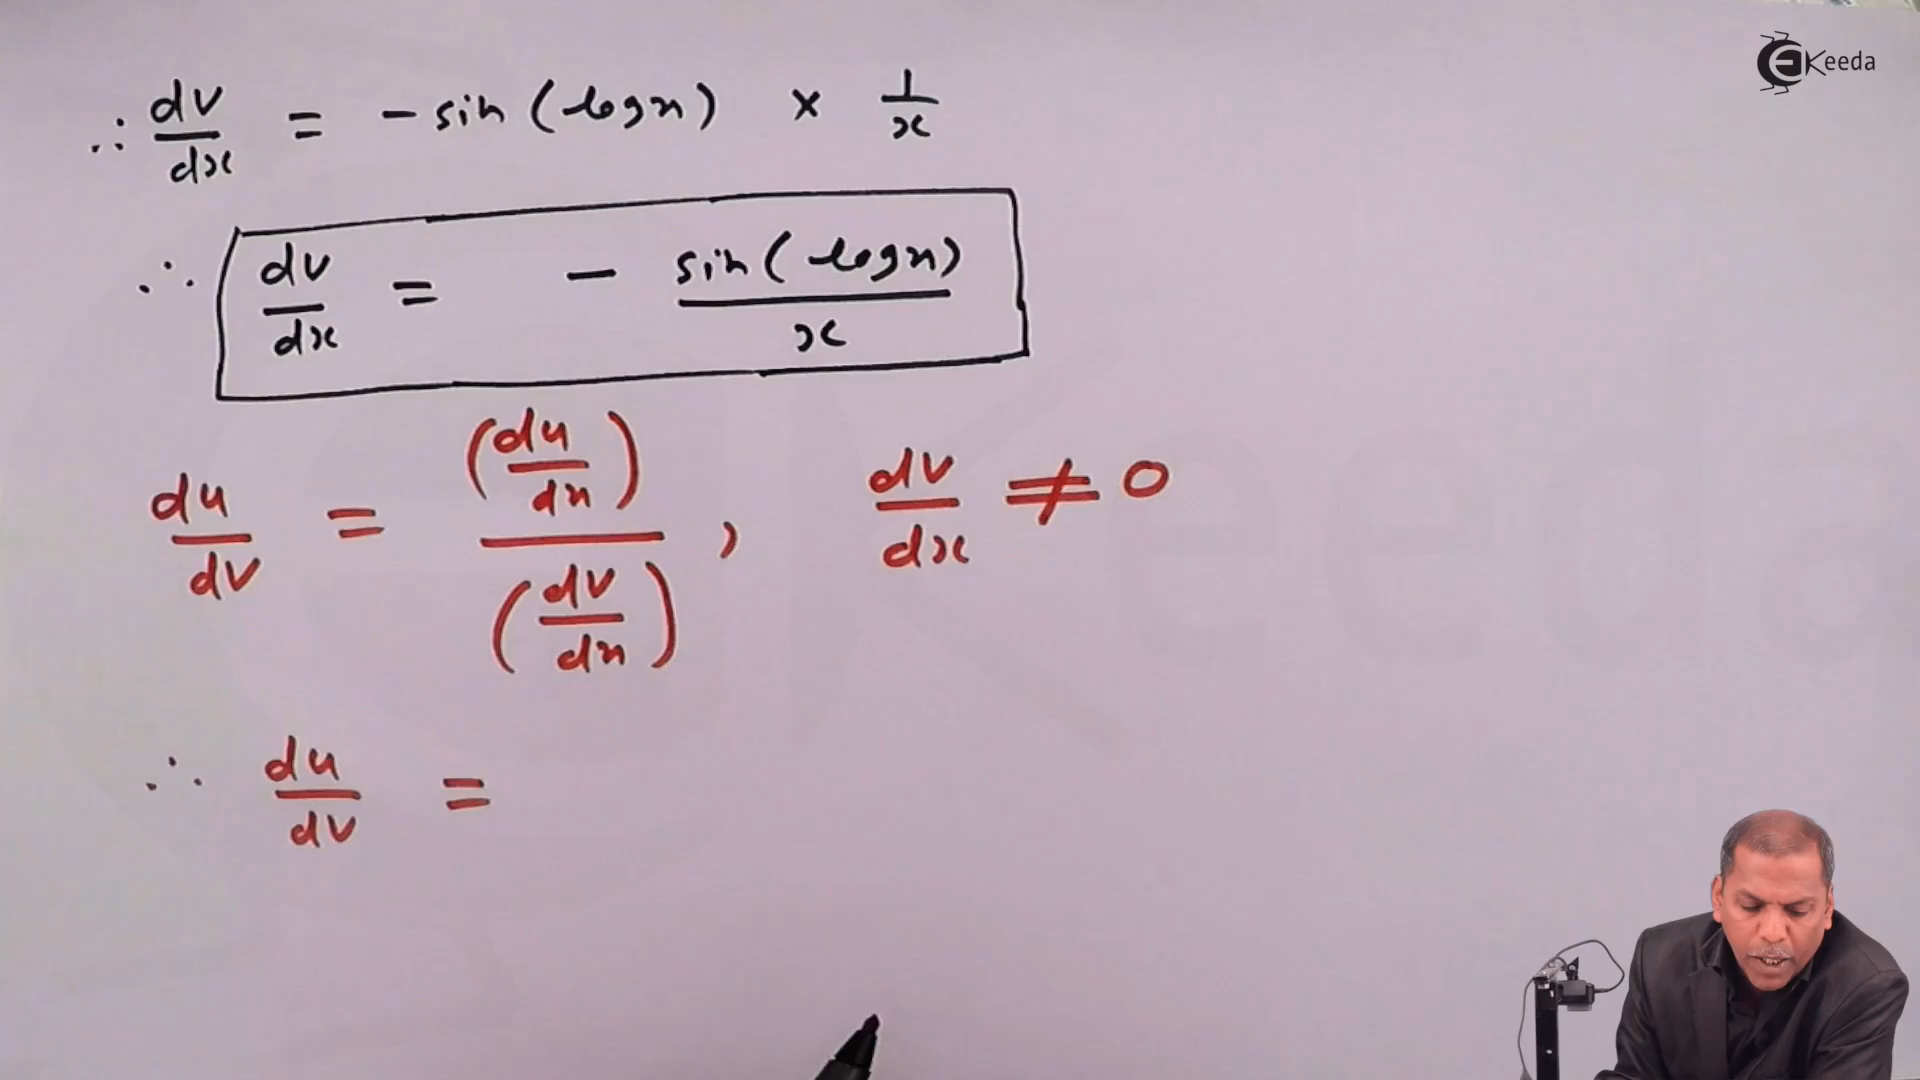 Keeda
∴ dv/dx = - sin (log x) × 1/x
∴ dv/dx = - sin (log x)/x
du/dv = (du/dx)/(dv/dx) , dv/dx ≠ 0
∴ du/dv =